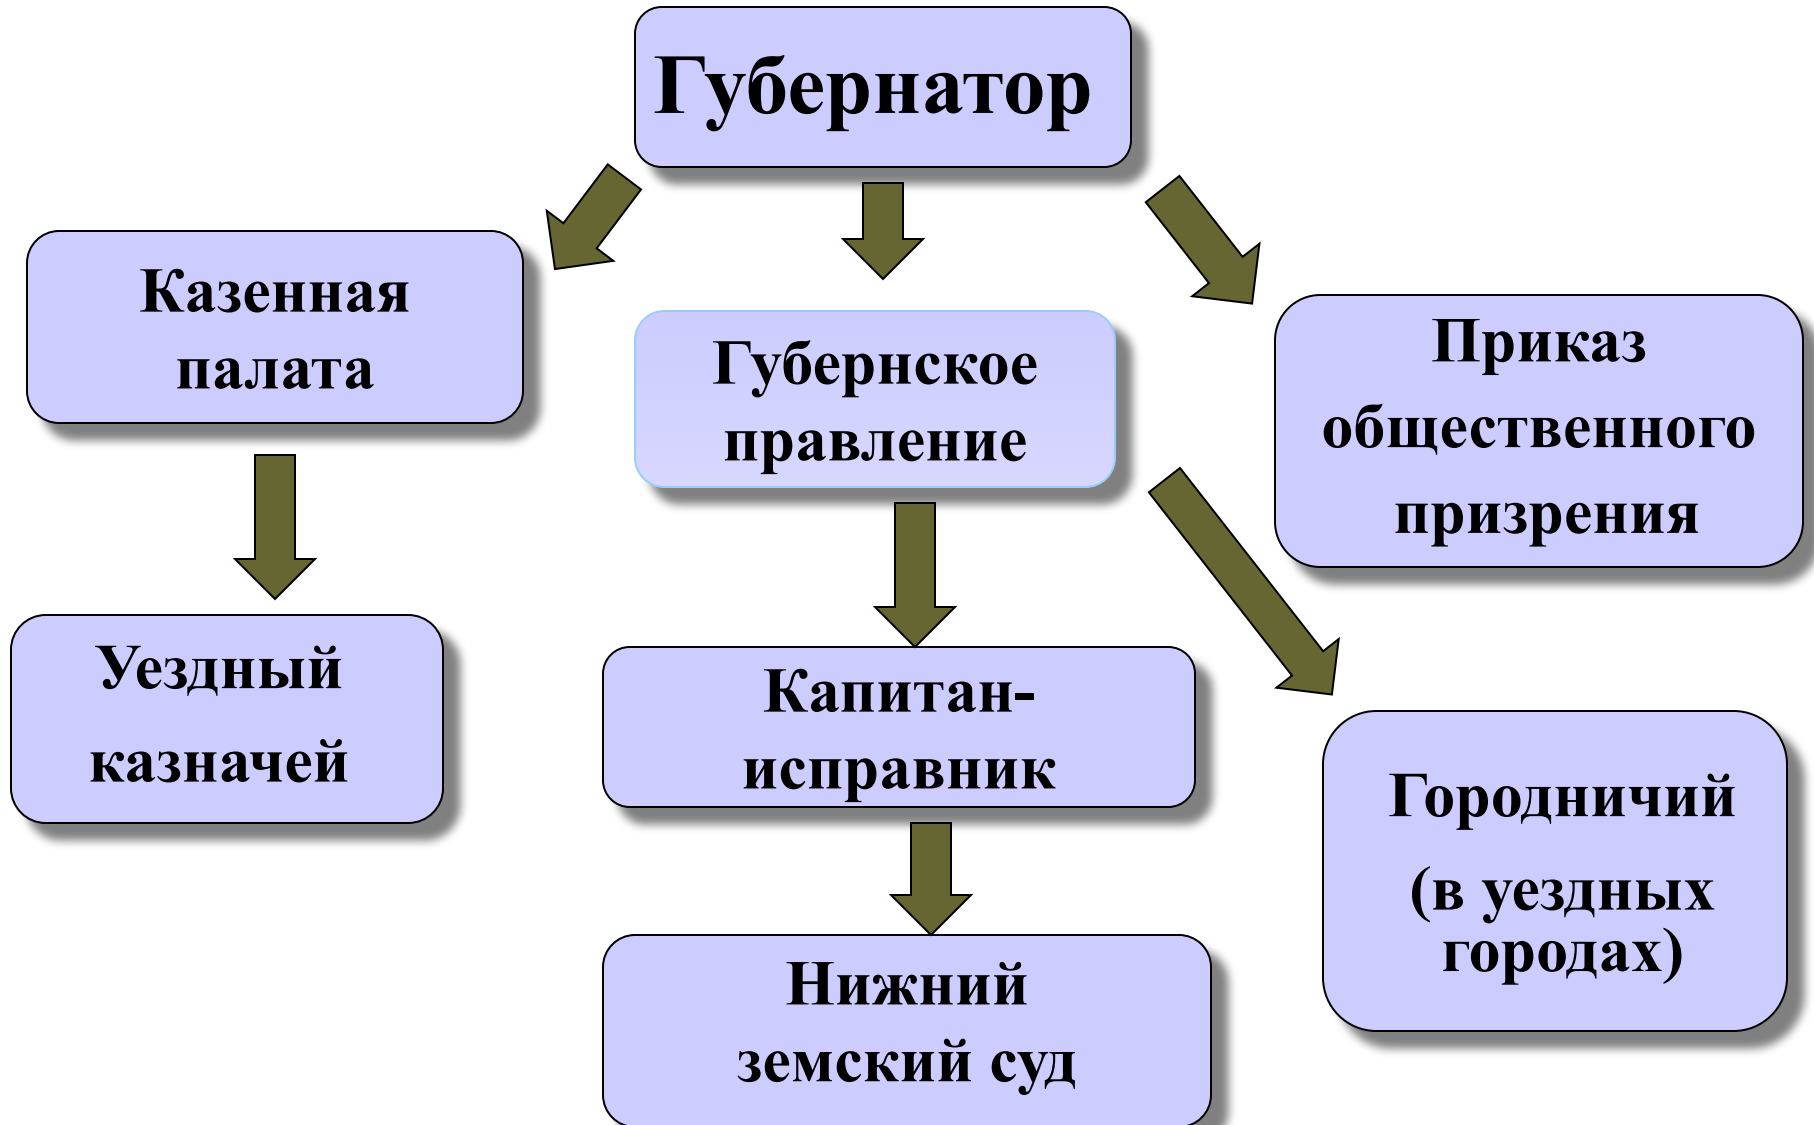 Губернатор
Казенная
палата
Губернское
правление
Приказ
общественного
призрения
Уездный
казначей
Капитан-
исправник
Городничий
(в уездных
городах)
Нижний
земский суд